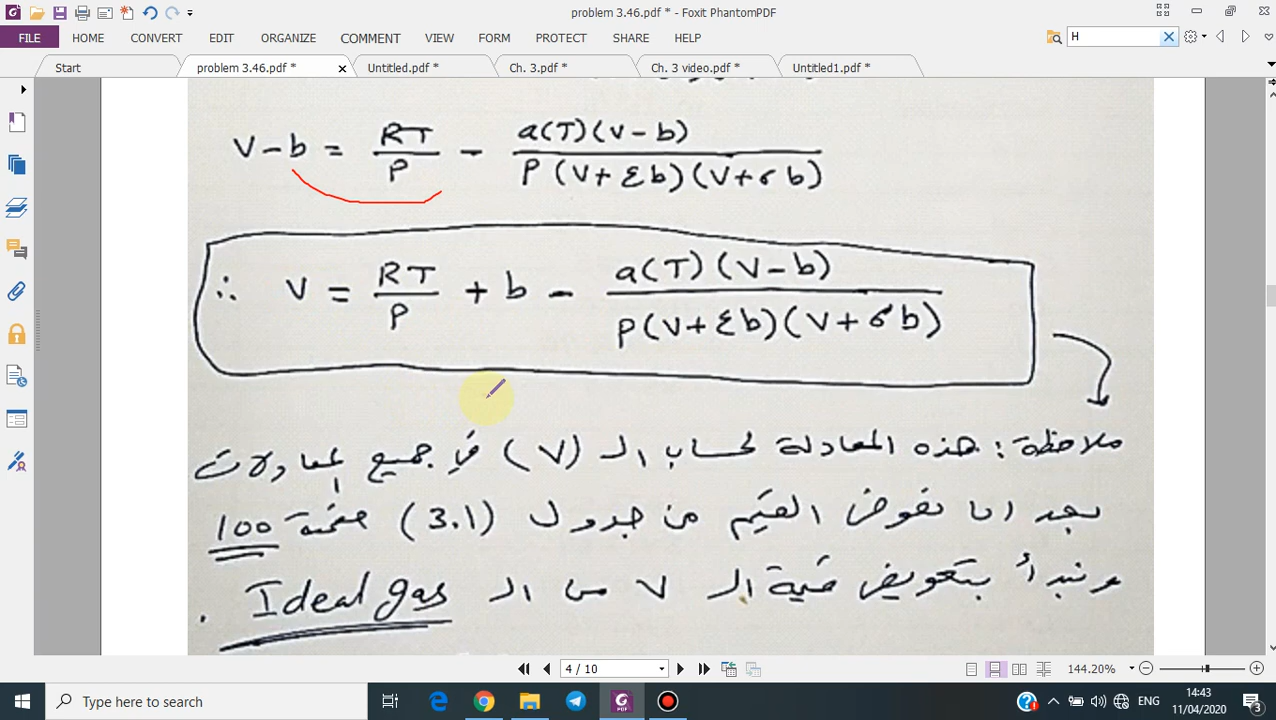 problem 3.46.pdf * - Foxit PhantomPDF
FILE HOME CONVERT EDIT ORGANIZE COMMENT VIEW FORM PROTECT SHARE HELP
H
Start problem 3.46.pdf * Untitled.pdf * Ch. 3.pdf * Ch. 3 video.pdf * Untitled1.pdf *
V - b = RT/P - a(T)(V - b) / P(V + εb)(V + σb)
∴ V = RT/P + b - a(T)(V - b) / P(V + εb)(V + σb)
ملاحظة : هذه المعادلة لحساب الـ (V) في جميع المعادلات
بعد ان نعوض القيم من جدول (3.1) صفحة 100
و نبدأ بتعويض قيمة الـ V من الـ Ideal gas .
4 / 10
144.20%
Type here to search
ENG
14:43
11/04/2020
3